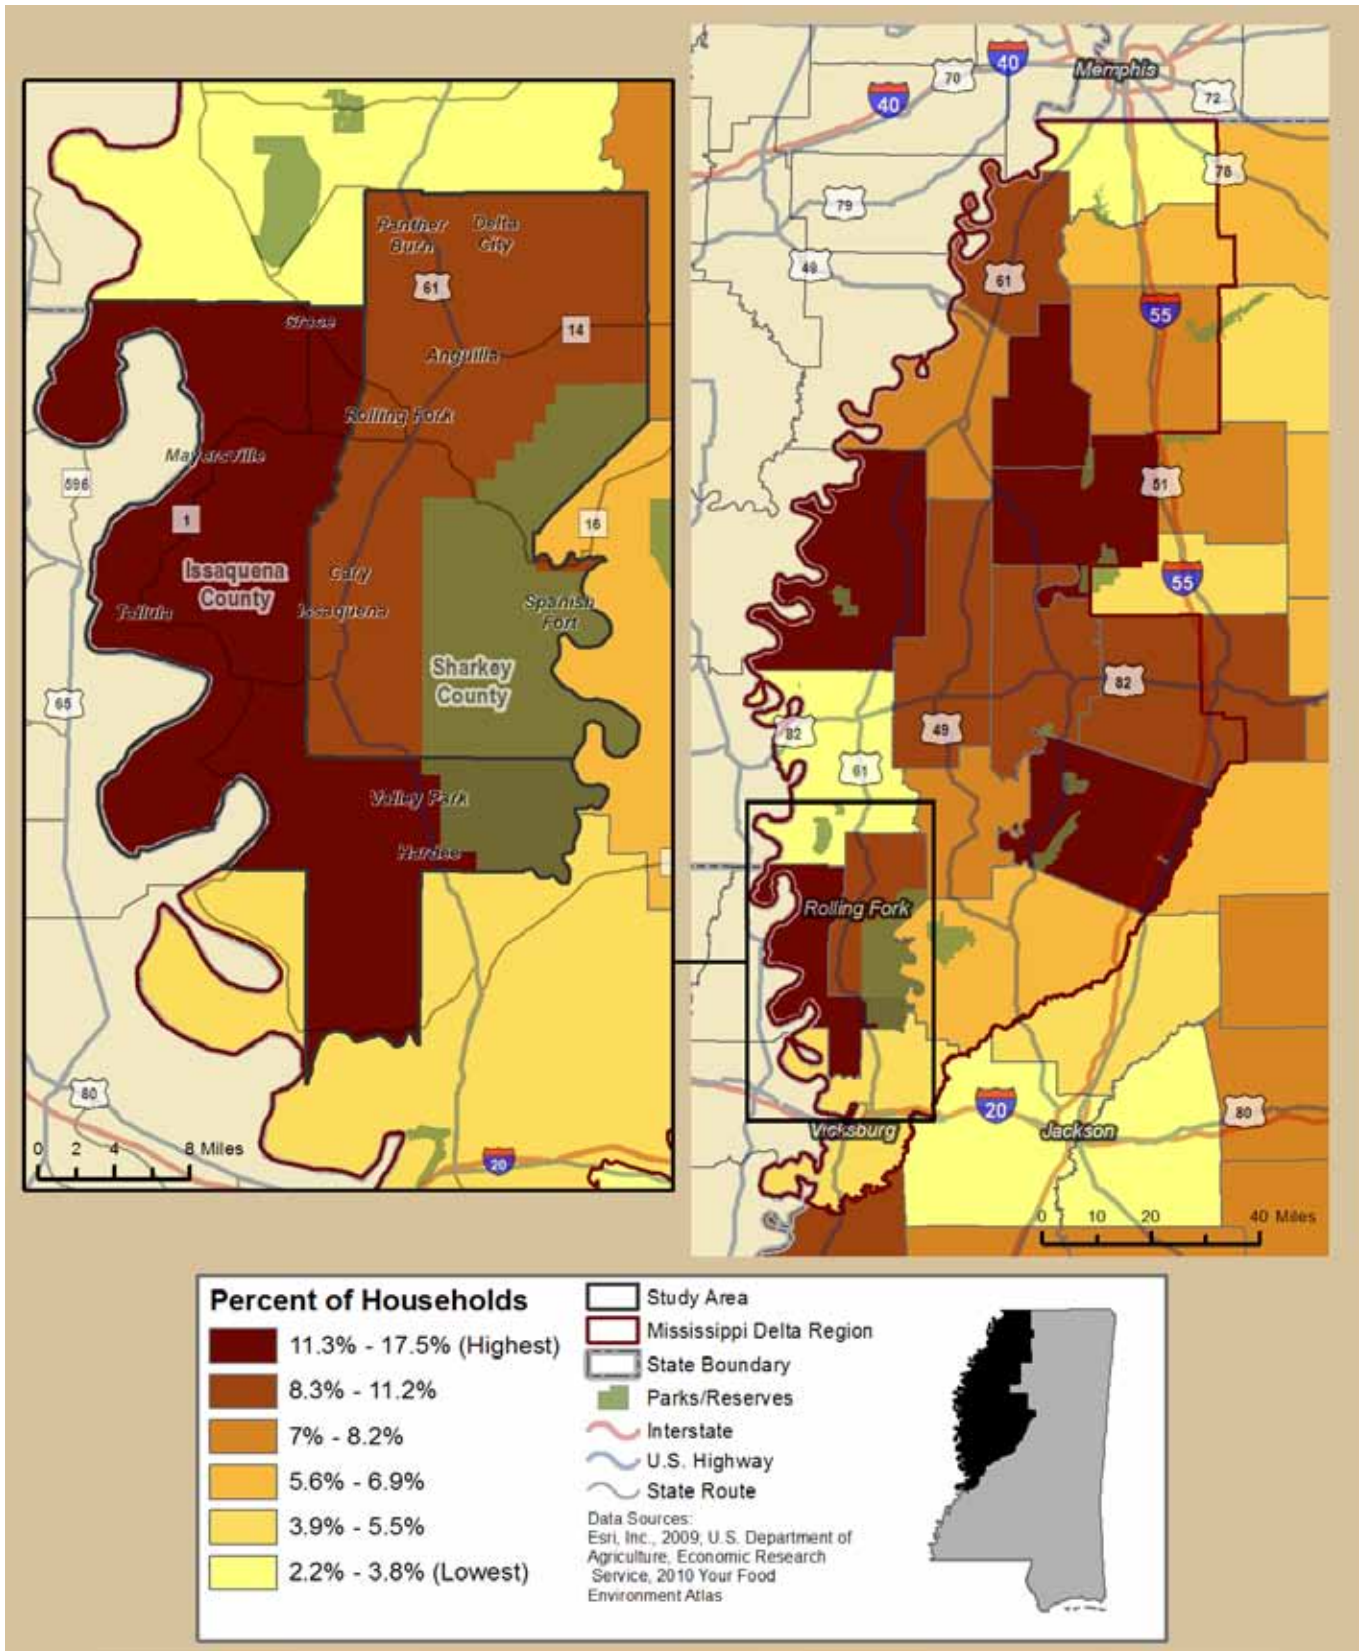 Panther
Burn
Delta
City
61
Grace
14
Anguilla
Rolling Fork
Mayersville
596
1
16
Issaquena
County
Cary
Tallula
Issaquena
Spanish
Fort
Sharkey
County
65
Valley Park
Hardee
80
0 2 4 8 Miles
20
40
70
Memphis
40
72
78
79
49
61
55
51
55
82
49
82
61
Rolling Fork
20
80
Vicksburg
Jackson
0 10 20 40 Miles
Percent of Households
11.3% - 17.5% (Highest)
8.3% - 11.2%
7% - 8.2%
5.6% - 6.9%
3.9% - 5.5%
2.2% - 3.8% (Lowest)
Study Area
Mississippi Delta Region
State Boundary
Parks/Reserves
Interstate
U.S. Highway
State Route
Data Sources:
Esri, Inc., 2009, U.S. Department of
Agriculture, Economic Research
Service, 2010 Your Food
Environment Atlas